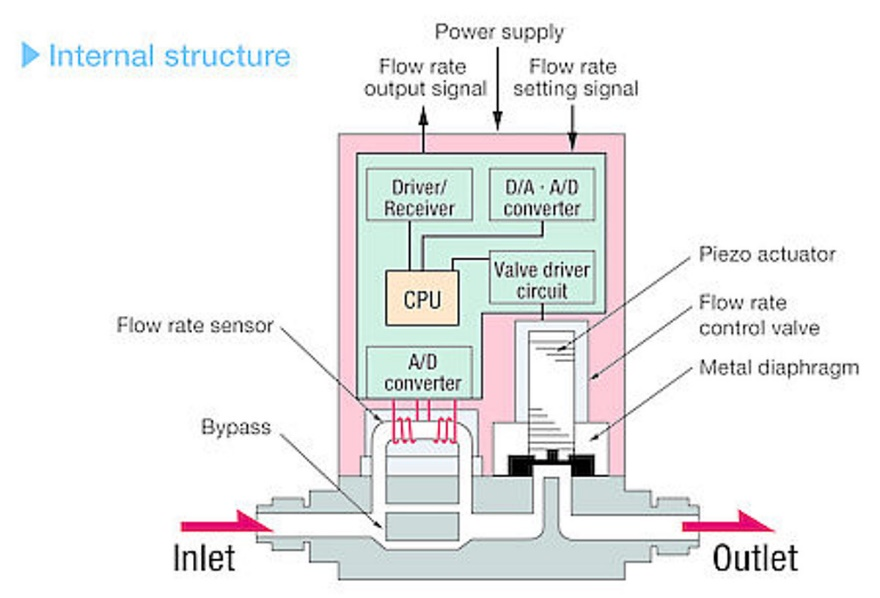 Internal structure
Power supply
Flow rate
output signal
Flow rate
setting signal
Driver/
Receiver
D/A · A/D
converter
Valve driver
circuit
CPU
A/D
converter
Piezo actuator
Flow rate
control valve
Metal diaphragm
Flow rate sensor
Bypass
Inlet
Outlet